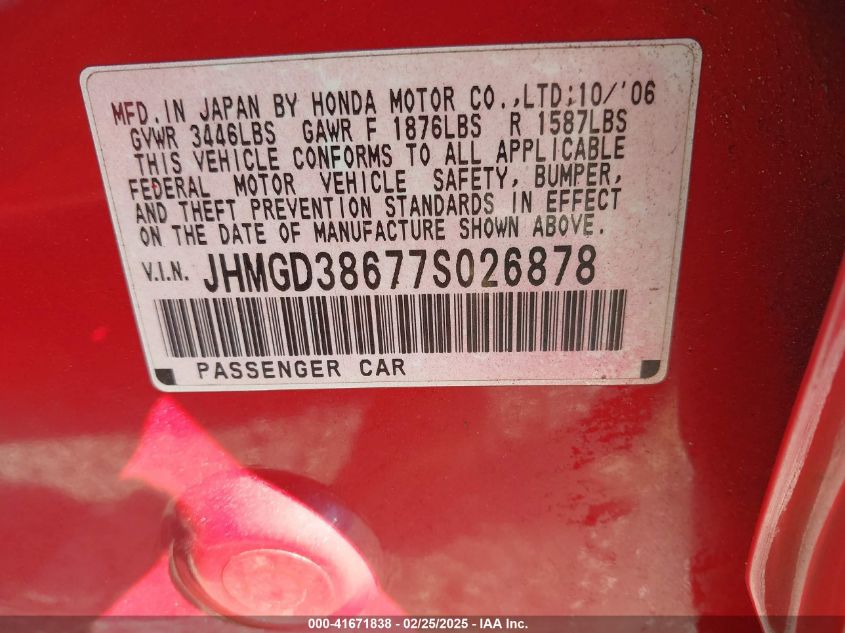 MFD.IN JAPAN BY HONDA MOTOR CO.,LTD;10/'06
GVWR 3446LBS GAWR F 1876LBS R 1587LBS
THIS VEHICLE CONFORMS TO ALL APPLICABLE
FEDERAL MOTOR VEHICLE SAFETY, BUMPER,
AND THEFT PREVENTION STANDARDS IN EFFECT
ON THE DATE OF MANUFACTURE SHOWN ABOVE.
V.I.N. JHMGD38677S026878
PASSENGER CAR
000-41671838 - 02/25/2025 - IAA Inc.